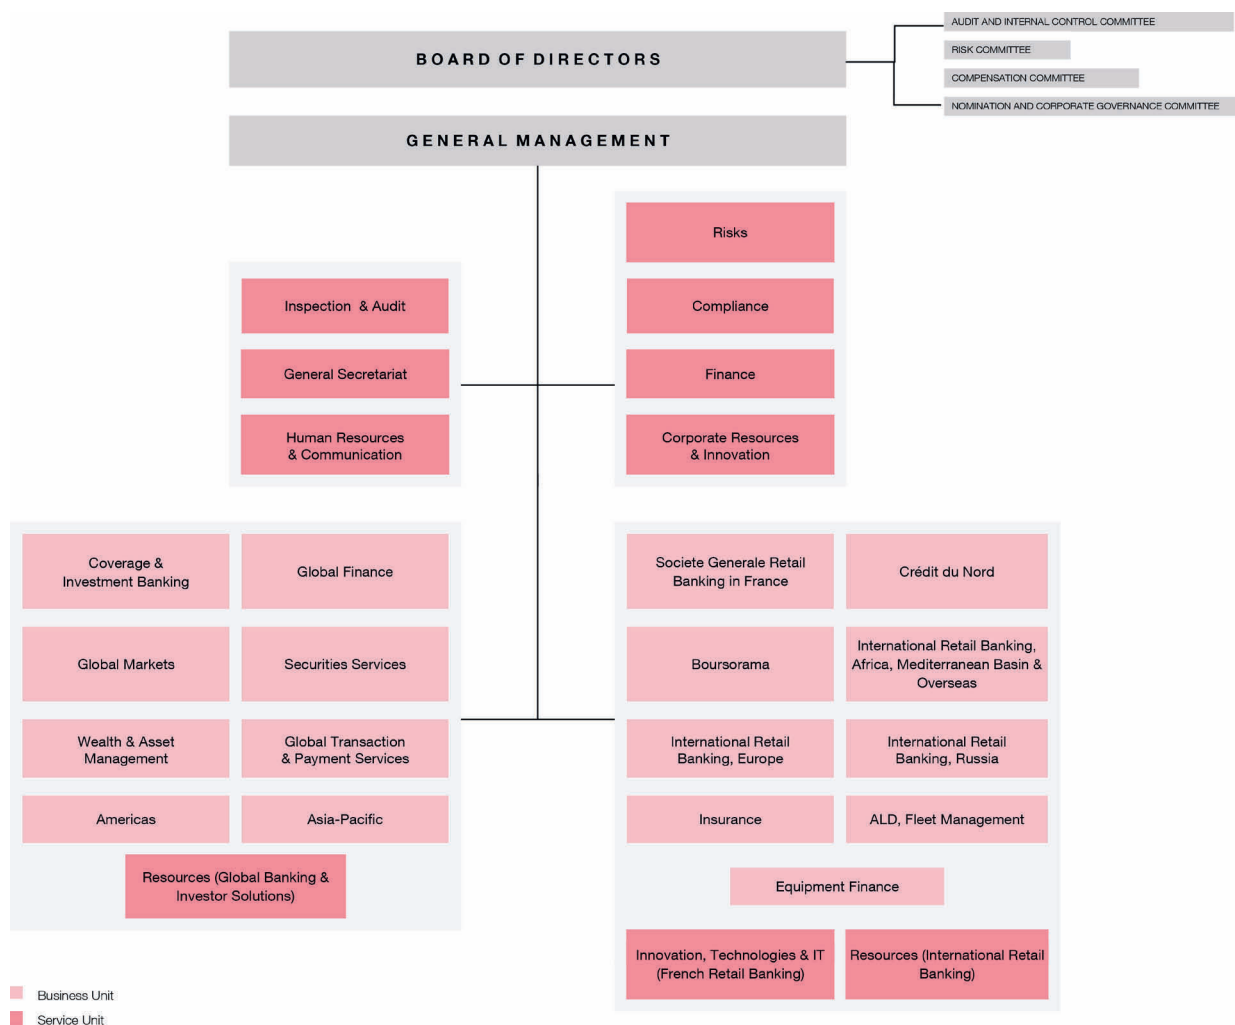 BOARD OF DIRECTORS
AUDIT AND INTERNAL CONTROL COMMITTEE
RISK COMMITTEE
COMPENSATION COMMITTEE
NOMINATION AND CORPORATE GOVERNANCE COMMITTEE
GENERAL MANAGEMENT
Inspection & Audit
General Secretariat
Human Resources
& Communication
Risks
Compliance
Finance
Corporate Resources
& Innovation
Coverage &
Investment Banking
Global Finance
Global Markets
Securities Services
Wealth & Asset
Management
Global Transaction
& Payment Services
Americas
Asia-Pacific
Resources (Global Banking &
Investor Solutions)
Societe Generale Retail
Banking in France
Crédit du Nord
Boursorama
International Retail Banking,
Africa, Mediterranean Basin &
Overseas
International Retail
Banking, Europe
International Retail
Banking, Russia
Insurance
ALD, Fleet Management
Equipment Finance
Innovation, Technologies & IT
(French Retail Banking)
Resources (International Retail
Banking)
Business Unit
Service Unit